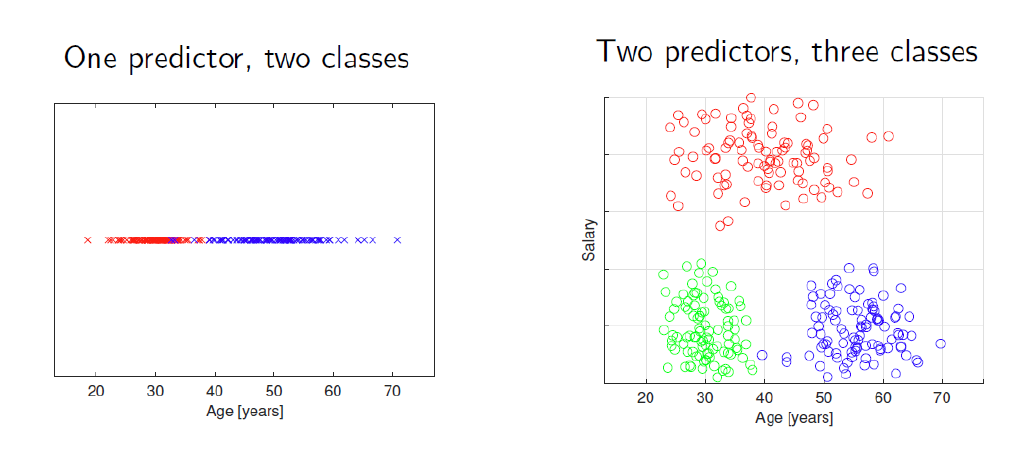 One predictor, two classes
20 30 40 50 60 70
Age [years]
Two predictors, three classes
Salary
20 30 40 50 60 70
Age [years]